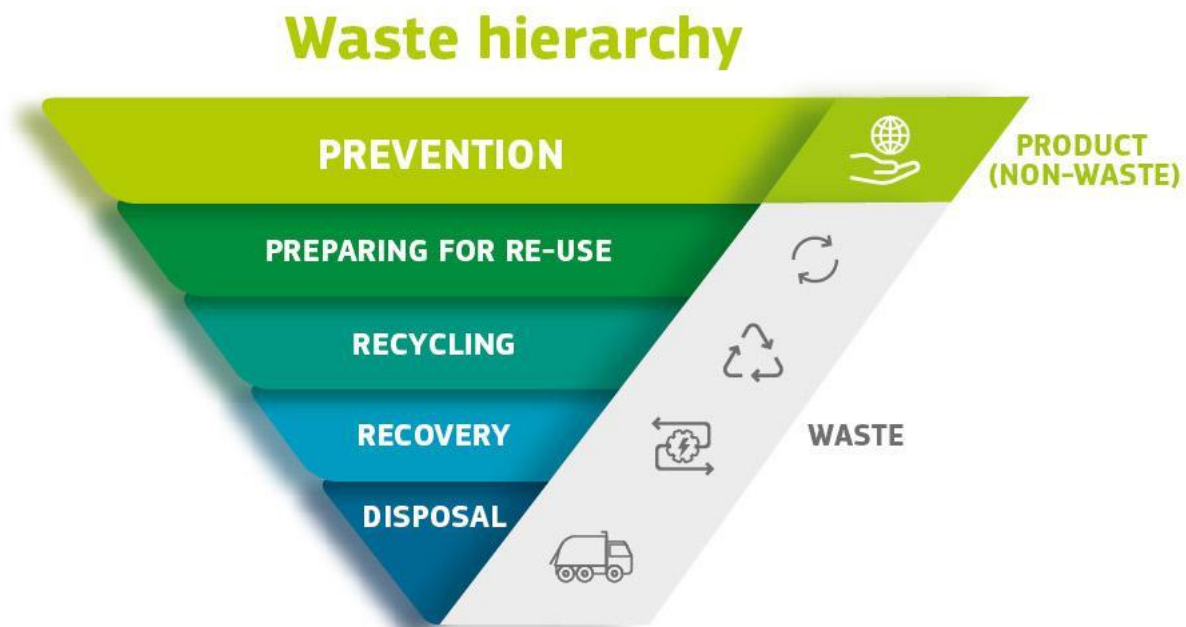 Waste hierarchy
PREVENTION
PRODUCT
(NON-WASTE)
PREPARING FOR RE-USE
RECYCLING
RECOVERY
WASTE
DISPOSAL